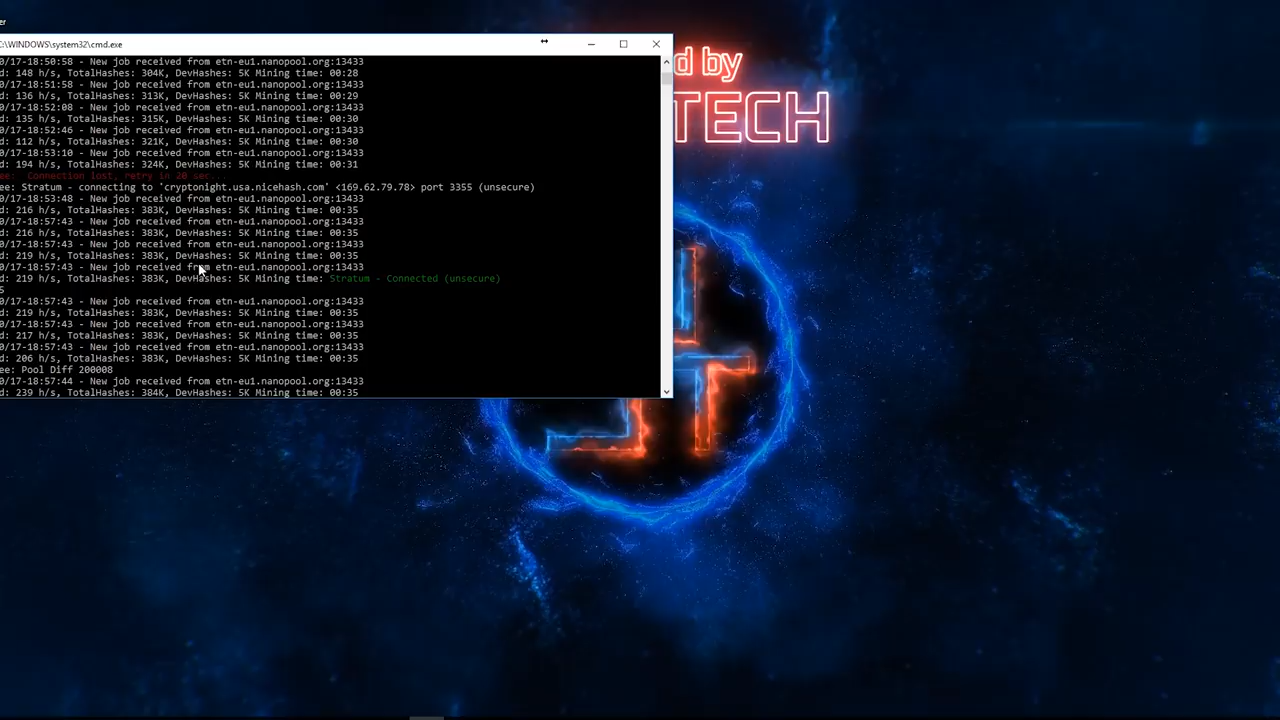 er
C:\WINDOWS\system32\cmd.exe
0/17-18:50:58 - New job received from etn-eu1.nanopool.org:13433
d: 148 h/s, TotalHashes: 304K, DevHashes: 5K Mining time: 00:28
0/17-18:51:58 - New job received from etn-eu1.nanopool.org:13433
d: 136 h/s, TotalHashes: 313K, DevHashes: 5K Mining time: 00:29
0/17-18:52:08 - New job received from etn-eu1.nanopool.org:13433
d: 135 h/s, TotalHashes: 315K, DevHashes: 5K Mining time: 00:30
0/17-18:52:46 - New job received from etn-eu1.nanopool.org:13433
d: 112 h/s, TotalHashes: 321K, DevHashes: 5K Mining time: 00:30
0/17-18:53:10 - New job received from etn-eu1.nanopool.org:13433
d: 194 h/s, TotalHashes: 324K, DevHashes: 5K Mining time: 00:31
ee: Connection lost, retry in 20 sec...
ee: Stratum - connecting to 'cryptonight.usa.nicehash.com' <169.62.79.78> port 3355 (unsecure)
0/17-18:53:48 - New job received from etn-eu1.nanopool.org:13433
d: 216 h/s, TotalHashes: 383K, DevHashes: 5K Mining time: 00:35
0/17-18:57:43 - New job received from etn-eu1.nanopool.org:13433
d: 216 h/s, TotalHashes: 383K, DevHashes: 5K Mining time: 00:35
0/17-18:57:43 - New job received from etn-eu1.nanopool.org:13433
d: 219 h/s, TotalHashes: 383K, DevHashes: 5K Mining time: 00:35
0/17-18:57:43 - New job received from etn-eu1.nanopool.org:13433
d: 219 h/s, TotalHashes: 383K, DevHashes: 5K Mining time: Stratum - Connected (unsecure)
5
0/17-18:57:43 - New job received from etn-eu1.nanopool.org:13433
d: 219 h/s, TotalHashes: 383K, DevHashes: 5K Mining time: 00:35
0/17-18:57:43 - New job received from etn-eu1.nanopool.org:13433
d: 217 h/s, TotalHashes: 383K, DevHashes: 5K Mining time: 00:35
0/17-18:57:43 - New job received from etn-eu1.nanopool.org:13433
d: 206 h/s, TotalHashes: 383K, DevHashes: 5K Mining time: 00:35
ee: Pool Diff 200008
0/17-18:57:44 - New job received from etn-eu1.nanopool.org:13433
d: 239 h/s, TotalHashes: 384K, DevHashes: 5K Mining time: 00:35
d by
TECH